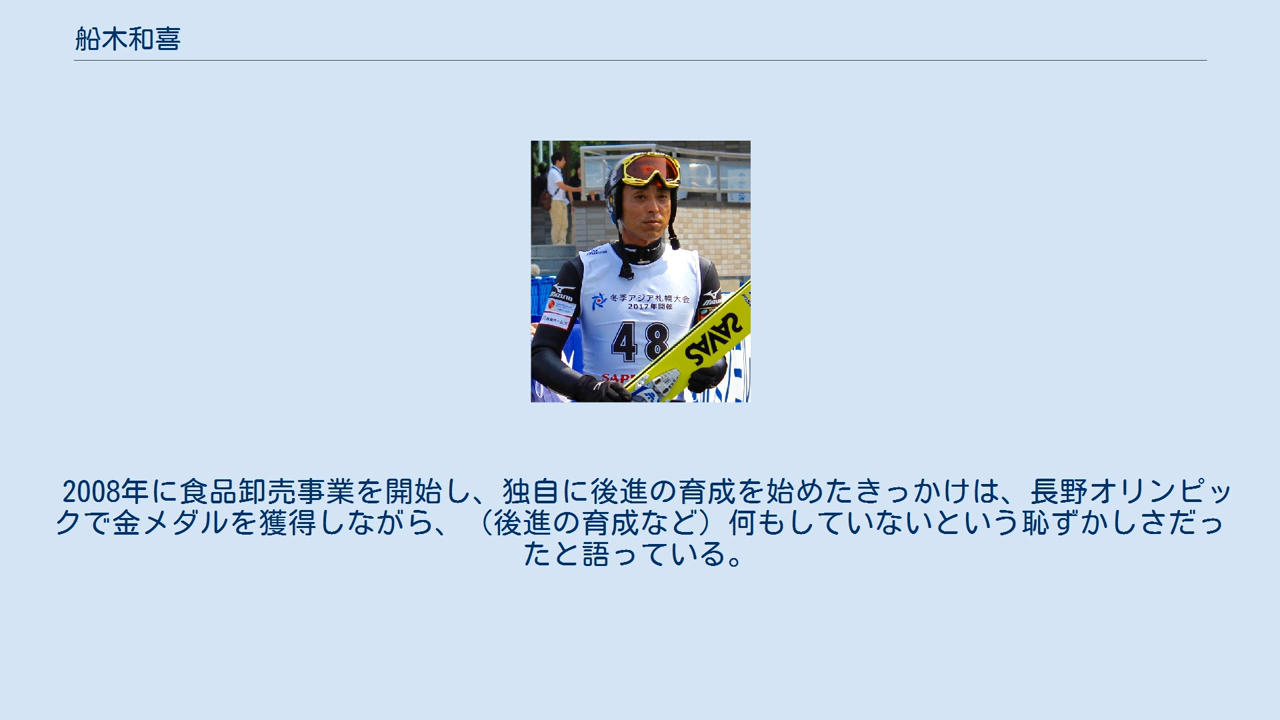 船木和喜
冬季アジア札幌大会
2017年開催
48
SAVAS
mizuno
2008年に食品卸売事業を開始し、独自に後進の育成を始めたきっかけは、長野オリンピッ
クで金メダルを獲得しながら、（後進の育成など）何もしていないという恥ずかしさだっ
たと語っている。